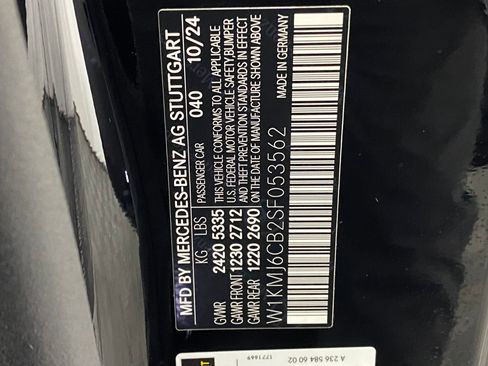 MFD BY MERCEDES-BENZ AG STUTTGART
KG LBS PASSENGER CAR 040 10/24
GVWR 2420 5335 THIS VEHICLE CONFORMS TO ALL APPLICABLE
GAWR FRONT 1230 2712 U.S. FEDERAL MOTOR VEHICLE SAFETY, BUMPER
GAWR REAR 1220 2690 AND THEFT PREVENTION STANDARDS IN EFFECT
ON THE DATE OF MANUFACTURE SHOWN ABOVE
W1KMJ6CB2SF053562 MADE IN GERMANY
A 236 584 60 02
1771669